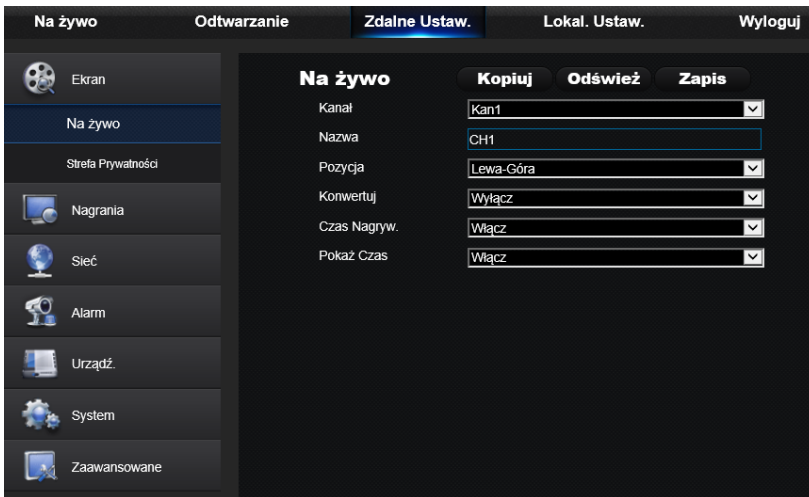 Na żywo Odtwarzanie Zdalne Ustaw. Lokal. Ustaw. Wyloguj
Ekran
Na żywo
Strefa Prywatności
Nagrania
Sieć
Alarm
Urządź.
System
Zaawansowane
Na żywo Kopiuj Odśwież Zapis
Kanał Kan1
Nazwa CH1
Pozycja Lewa-Góra
Konwertuj Wyłącz
Czas Nagryw. Włącz
Pokaż Czas Włącz